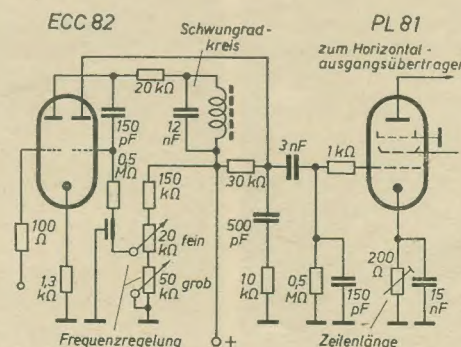 ECC 82
PL 81
Schwungrad-
kreis
zum Horizontal-
ausgangsübertrager
20 kΩ
150
pF
12
nF
3 nF
1 kΩ
0,5
MΩ
150
kΩ
30 kΩ
100
Ω
20
kΩ
fein
500
pF
200
Ω
1,3
kΩ
50
kΩ
grob
10
kΩ
0,5
MΩ
150
pF
15
nF
Frequenzregelung
+
Zeilenlänge